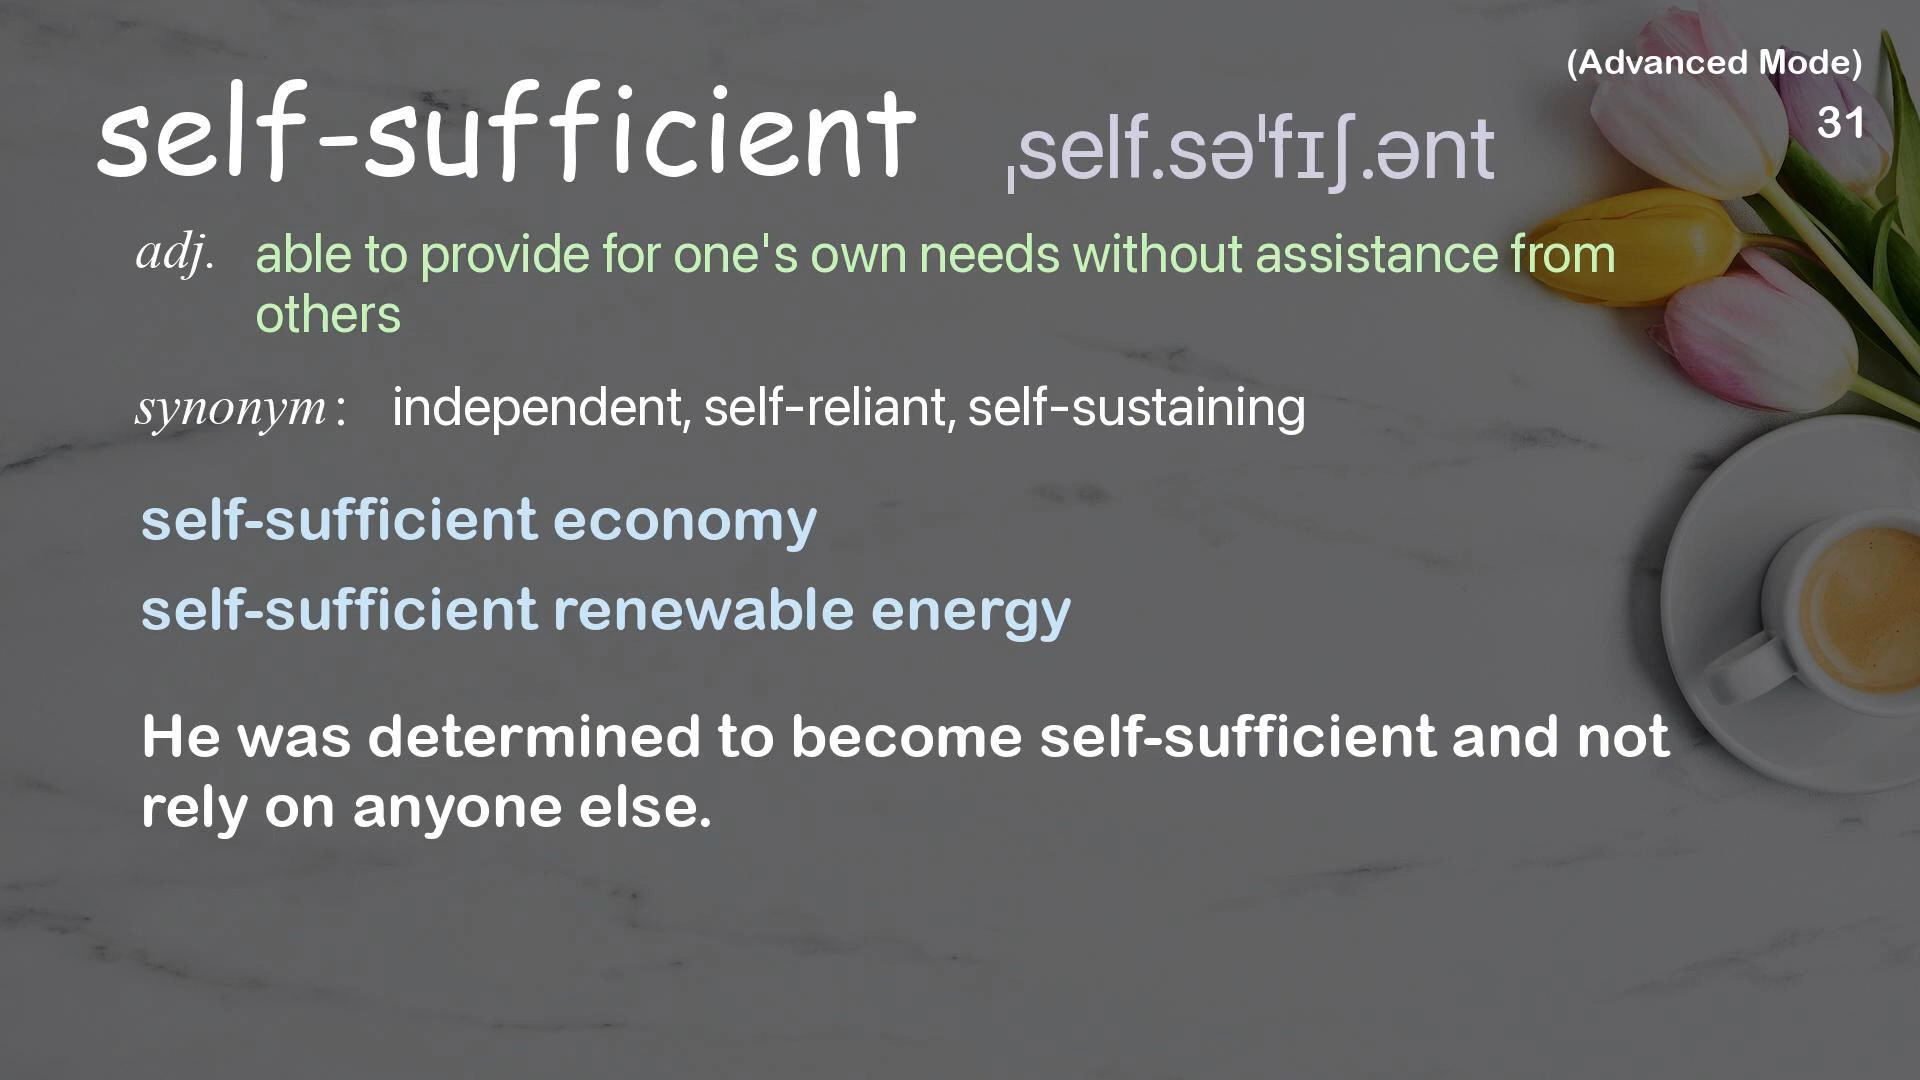 (Advanced Mode)
self-sufficient ˌself.səˈfɪʃ.ənt
31
adj. able to provide for one's own needs without assistance from
others
synonym: independent, self-reliant, self-sustaining
self-sufficient economy
self-sufficient renewable energy
He was determined to become self-sufficient and not
rely on anyone else.